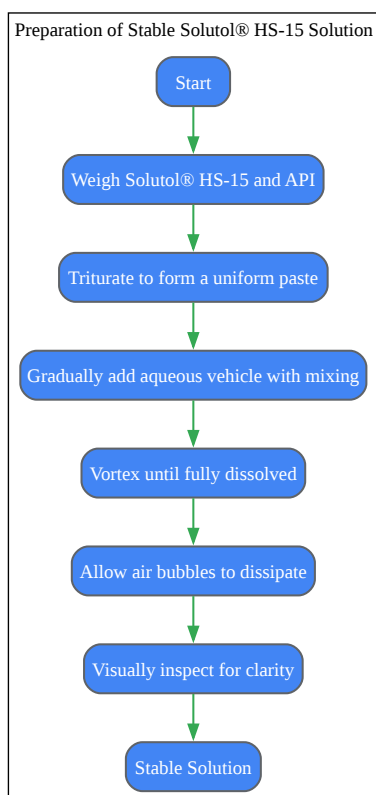 Preparation of Stable Solutol® HS-15 Solution
Start
Weigh Solutol® HS-15 and API
Triturate to form a uniform paste
Gradually add aqueous vehicle with mixing
Vortex until fully dissolved
Allow air bubbles to dissipate
Visually inspect for clarity
Stable Solution